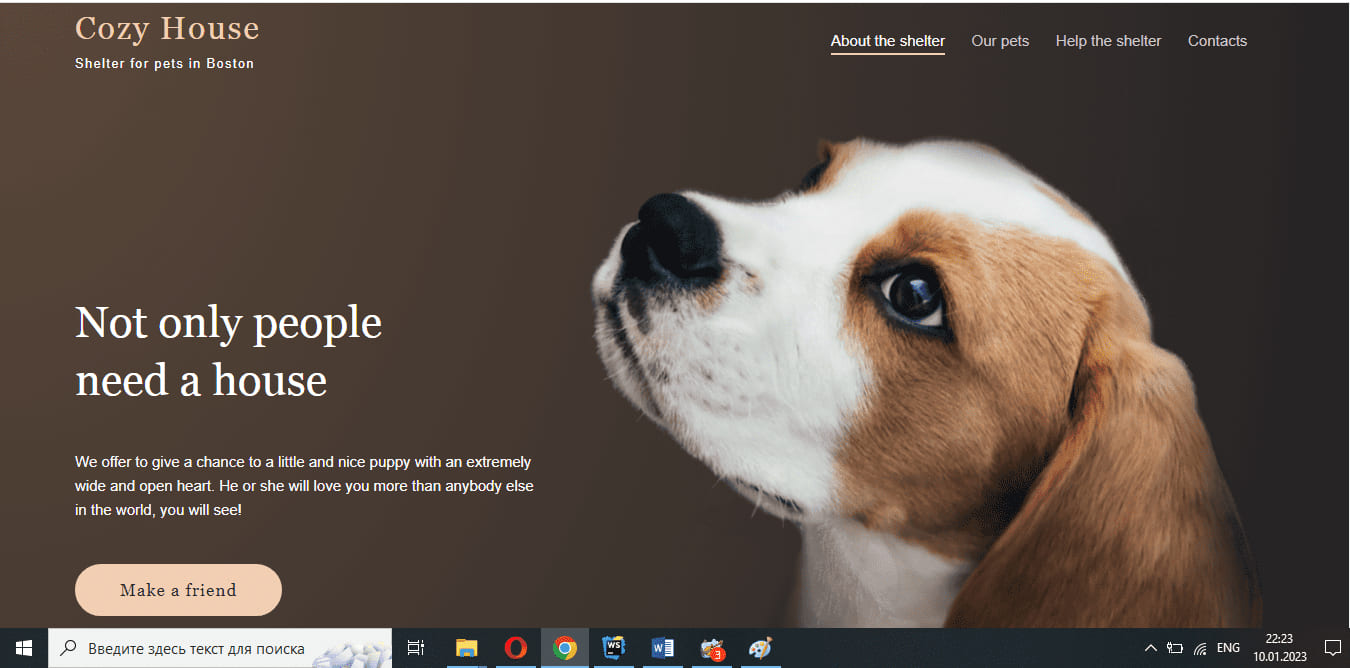 Cozy House
Shelter for pets in Boston
About the shelter
Our pets
Help the shelter
Contacts
Not only people
need a house
We offer to give a chance to a little and nice puppy with an extremely
wide and open heart. He or she will love you more than anybody else
in the world, you will see!
Make a friend
Введите здесь текст для поиска
WS
W
3
ENG
22:23
10.01.2023